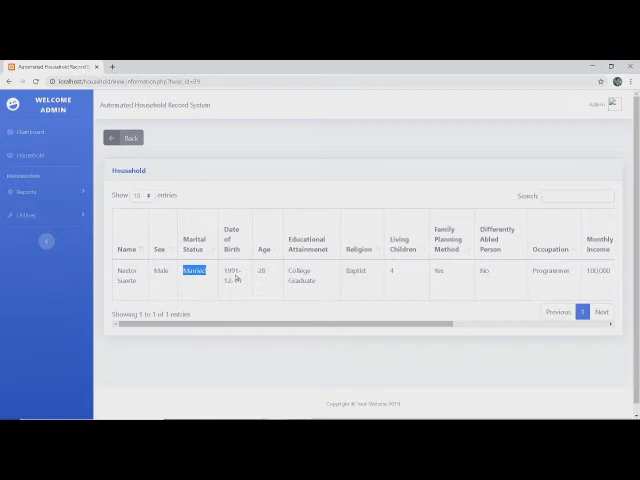 Automated Household Record S
localhost/household/view_information.php?head_id=29
WELCOME
ADMIN
Automated Household Record System
Admin
Dashboard
Household
Reports
Utilities
Back
Household
Show 10 entries
Search:
Name
Sex
Marital
Status
Date
of
Birth
Age
Educational
Religion
Living
Children
Family
Planning
Method
Differently
Abled
Person
Occupation
Monthly
Income
Nestor
Suerte
Male
Married
1991-
28
College
Graduate
Baptist
4
Yes
No
Programmer
100,000
Showing 1 to 1 of 1 entries
Previous 1 Next
Copyright © Your Website 2019